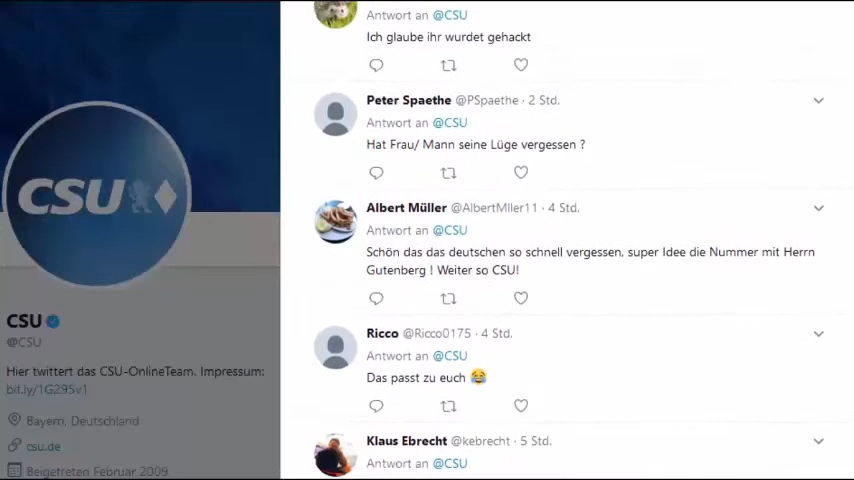 CSU
CSU
@CSU
Hier twittert das CSU-OnlineTeam. Impressum:
bit.ly/1G295v1
Bayern, Deutschland
csu.de
Beigetreten Februar 2009
Antwort an @CSU
Ich glaube ihr wurdet gehackt
Peter Spaethe @PSpaethe · 2 Std.
Antwort an @CSU
Hat Frau/ Mann seine Lüge vergessen ?
Albert Müller @AlbertMller11 · 4 Std.
Antwort an @CSU
Schön das das deutschen so schnell vergessen, super Idee die Nummer mit Herrn
Gutenberg ! Weiter so CSU!
Ricco @Ricco0175 · 4 Std.
Antwort an @CSU
Das passt zu euch 😂
Klaus Ebrecht @kebrecht · 5 Std.
Antwort an @CSU